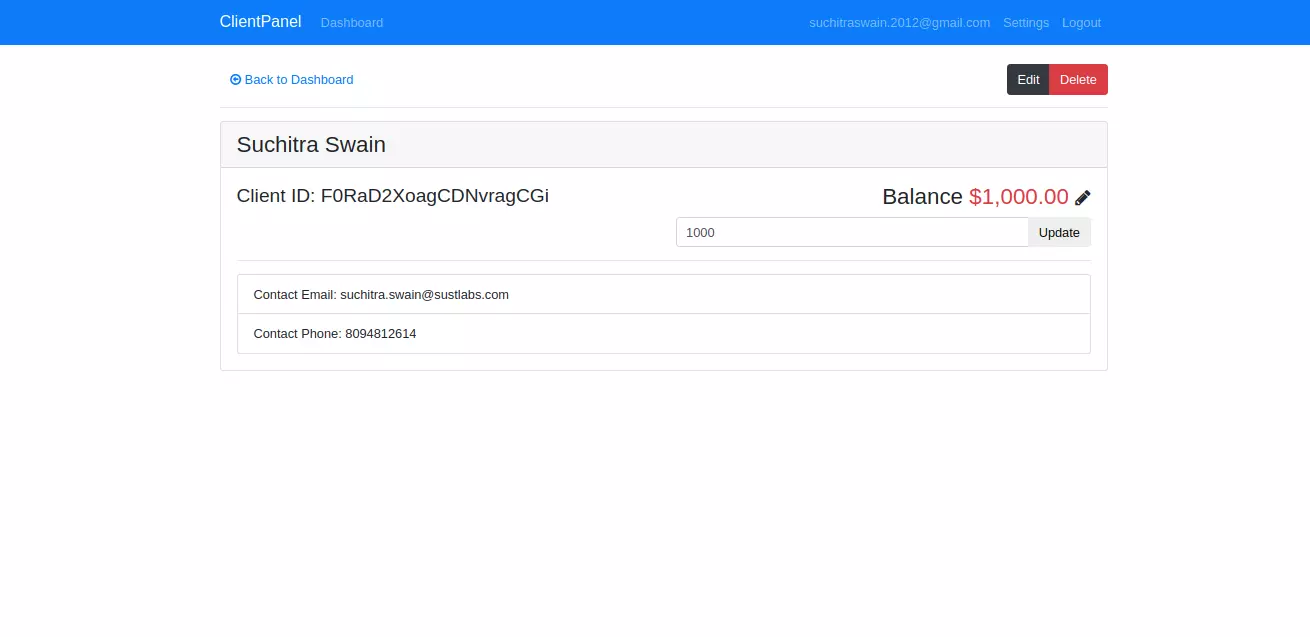 ClientPanel Dashboard suchitraswain.2012@gmail.com Settings Logout
Back to Dashboard Edit Delete
Suchitra Swain
Client ID: F0RaD2XoagCDNvragCGi Balance $1,000.00
1000 Update
Contact Email: suchitra.swain@sustlabs.com
Contact Phone: 8094812614